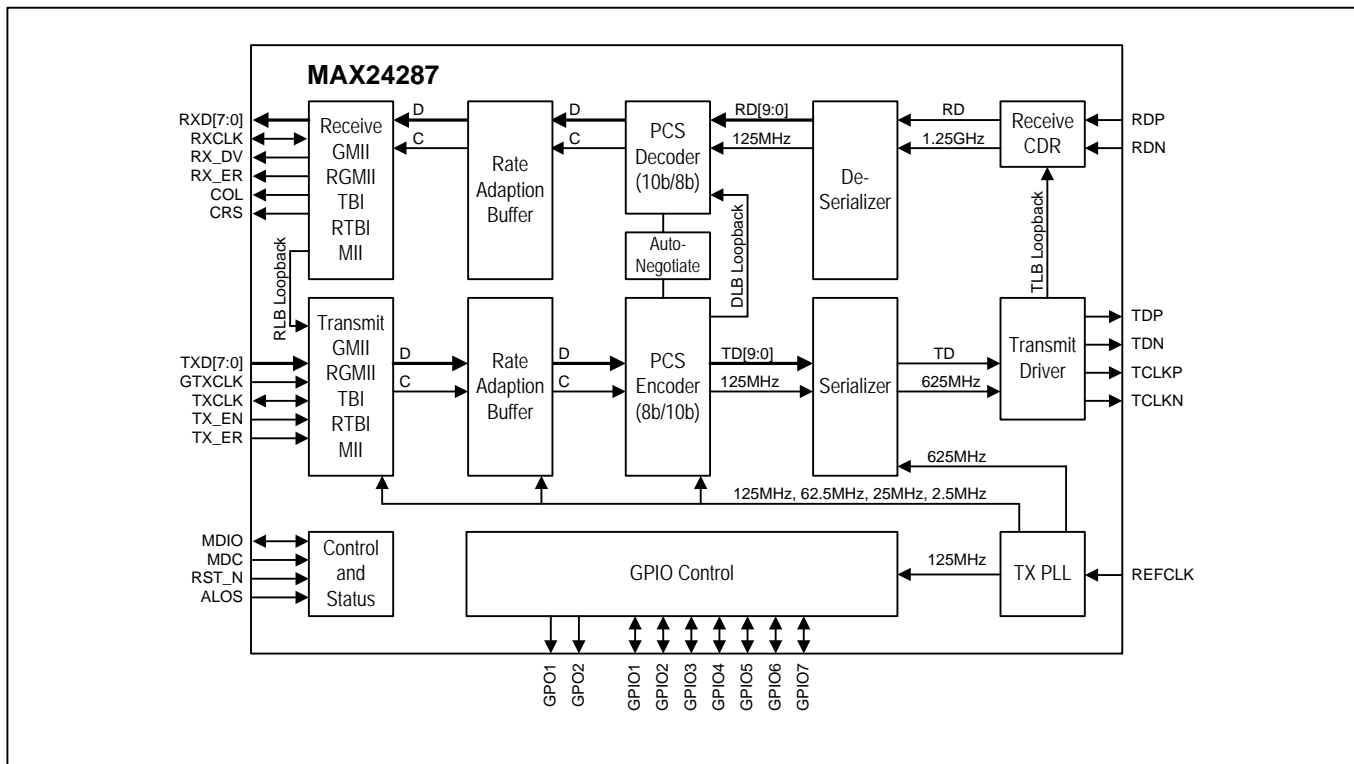 MAX24287
RXD[7:0]
RXCLK
RX_DV
RX_ER
COL
CRS
Receive
GMII
RGMII
TBI
RTBI
MII
D
C
Rate
Adaption
Buffer
D
C
PCS
Decoder
(10b/8b)
RD[9:0]
125MHz
De-
Serializer
RD
1.25GHz
Receive
CDR
RDP
RDN
RLB Loopback
Auto-
Negotiate
DLB Loopback
TLB Loopback
TXD[7:0]
GTXCLK
TXCLK
TX_EN
TX_ER
Transmit
GMII
RGMII
TBI
RTBI
MII
D
C
Rate
Adaption
Buffer
D
C
PCS
Encoder
(8b/10b)
TD[9:0]
125MHz
Serializer
TD
625MHz
Transmit
Driver
TDP
TDN
TCLKP
TCLKN
625MHz
125MHz, 62.5MHz, 25MHz, 2.5MHz
MDIO
MDC
RST_N
ALOS
Control
and
Status
GPIO Control
125MHz
TX PLL
REFCLK
GPO1
GPO2
GPIO1
GPIO2
GPIO3
GPIO4
GPIO5
GPIO6
GPIO7